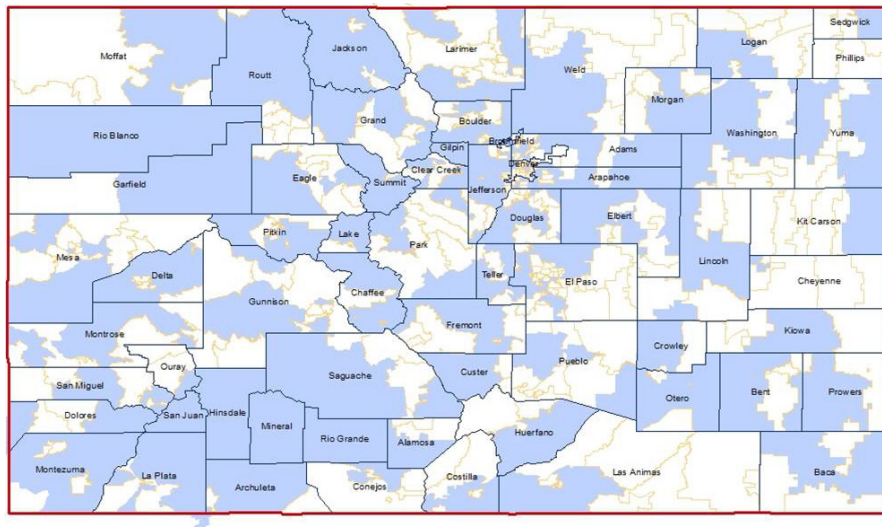 Sedgwick
Jackson
Larimer
Logan
Moffat
Phillips
Routt
Weld
Morgan
Grand
Boulder
Washington
Yuma
Rio Blanco
Broomfield
Gilpin
Adams
Denver
Clear Creek
Eagle
Arapahoe
Summit
Garfield
Jefferson
Douglas
Elbert
Kit Carson
Pitkin
Lake
Park
Mesa
Lincoln
Delta
Teller
El Paso
Cheyenne
Chaffee
Gunnison
Fremont
Kiowa
Montrose
Crowley
Pueblo
Ouray
Saguache
Custer
San Miguel
Bent
Prowers
Otero
Dolores
San Juan
Hinsdale
Mineral
Huerfano
Rio Grande
Alamosa
Montezuma
Las Animas
Baca
La Plata
Costilla
Archuleta
Conejos